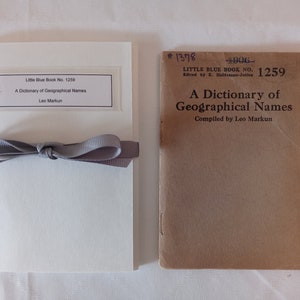 Little Blue Book No. 1259
A Dictionary of Geographical Names
Leo Markun
# 1378
LITTLE BLUE BOOK NO. 1259
Edited by E. Haldeman-Julius
A Dictionary of
Geographical Names
Compiled by Leo Markun